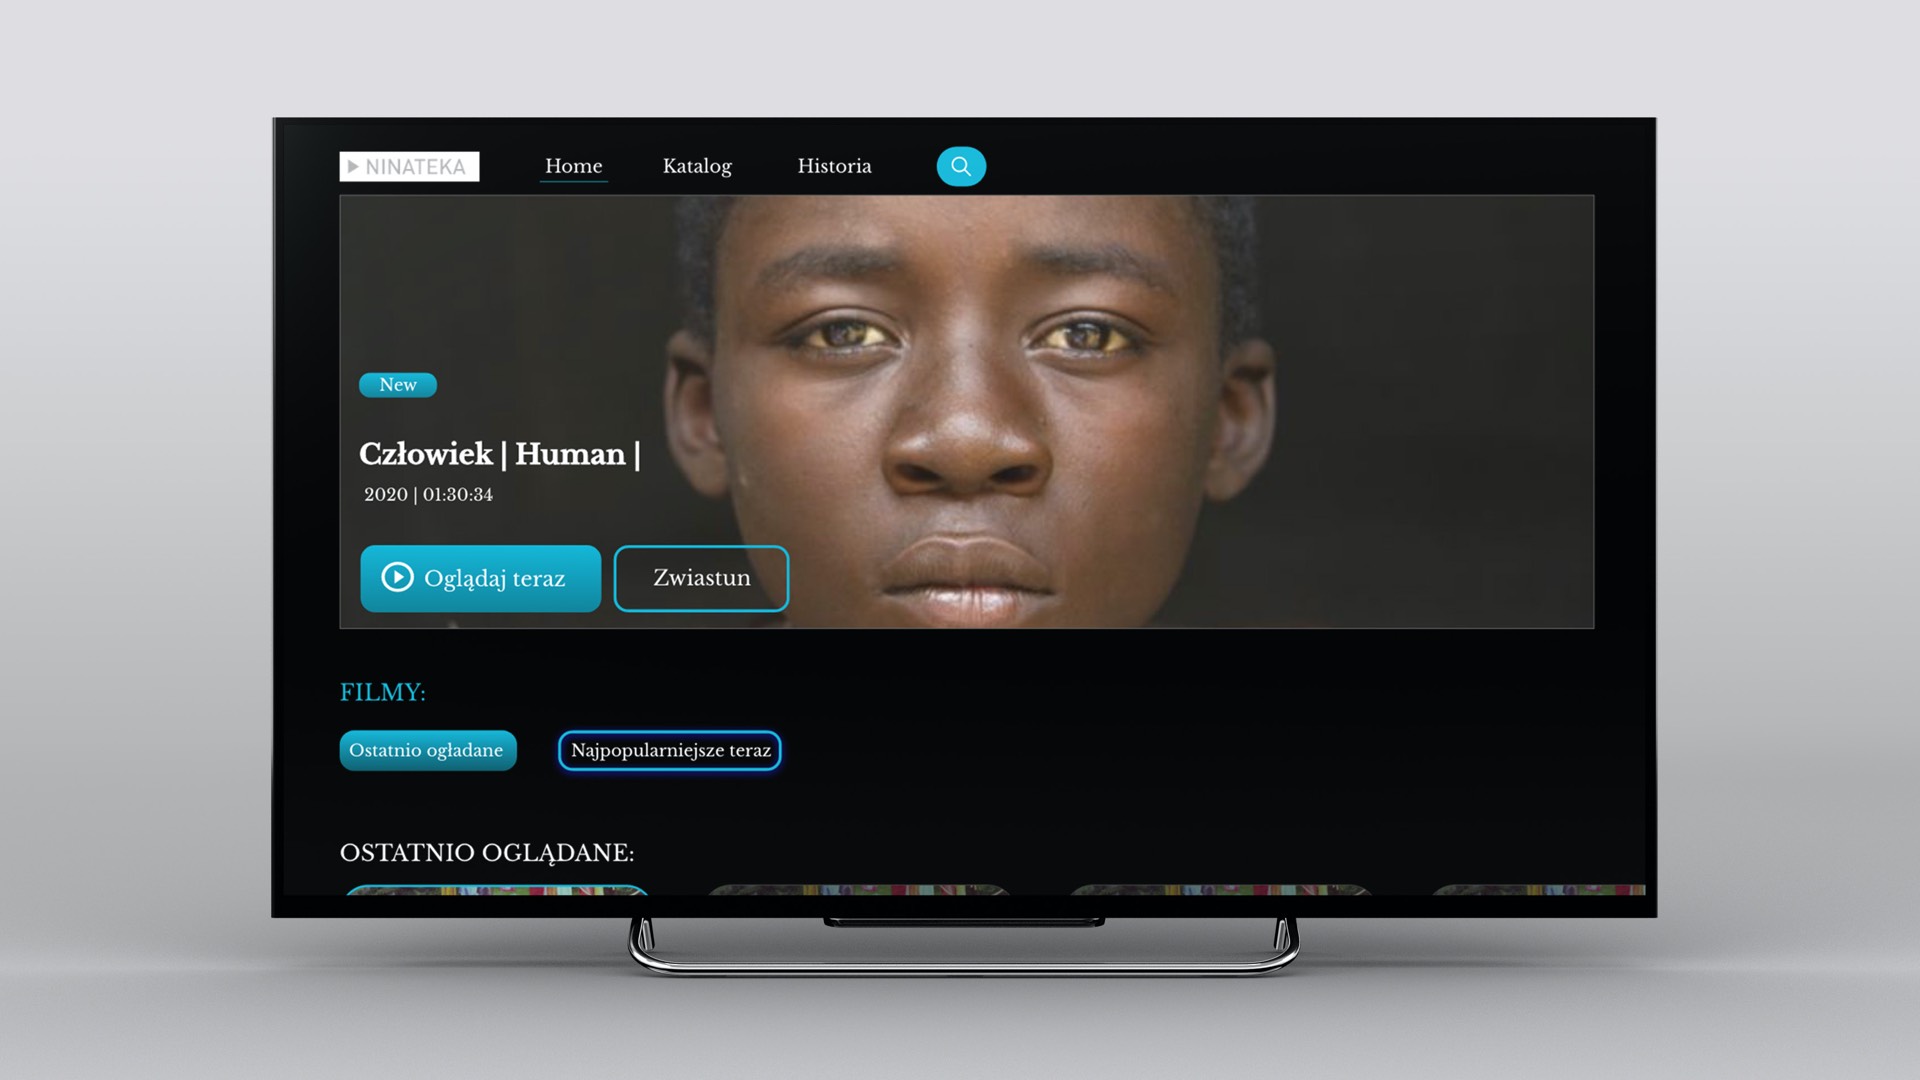 NINATEKA
Home
Katalog
Historia
New
Człowiek | Human |
2020 | 01:30:34
Oglądaj teraz
Zwiastun
FILMY:
Ostatnio ogładane
Najpopularniejsze teraz
OSTATNIO OGLĄDANE: